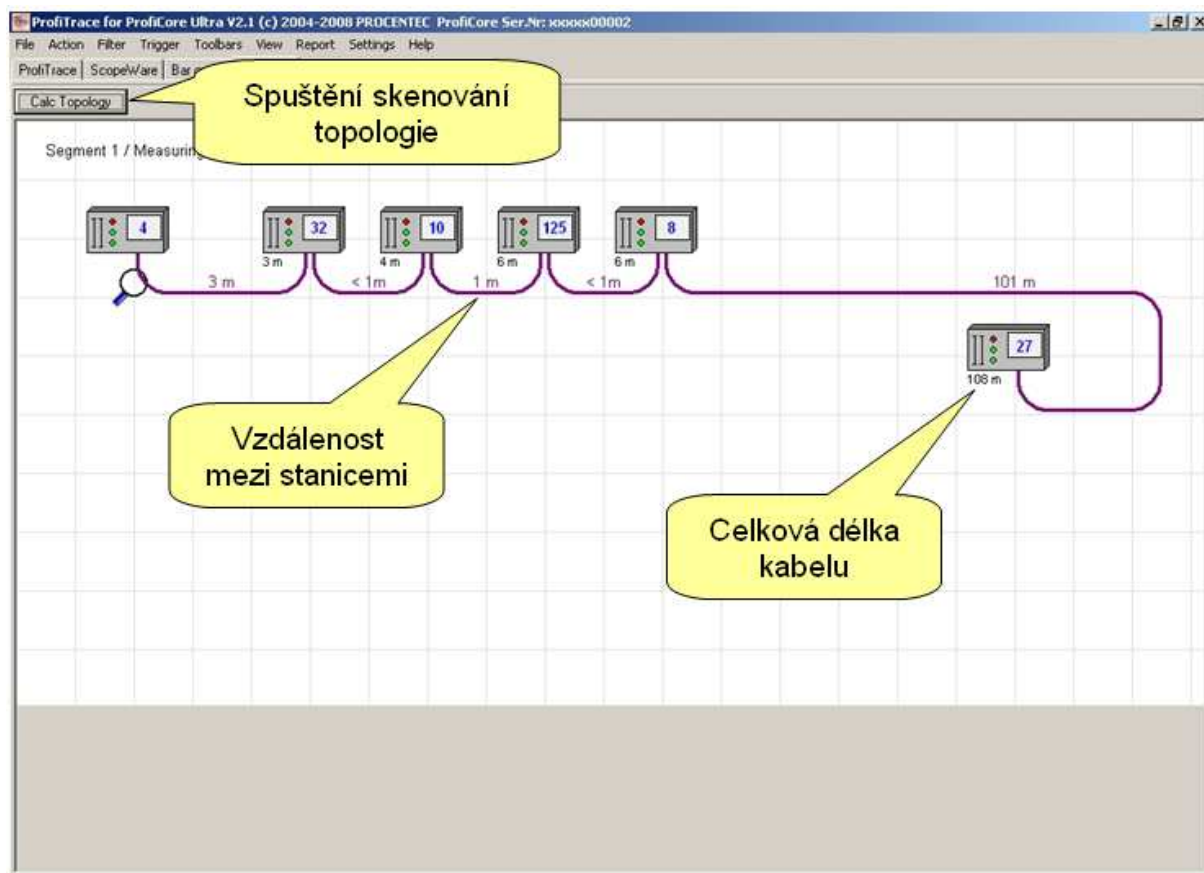 ProfiTrace for ProfiCore Ultra V2.1 (c) 2004-2008 PROCENTEC ProfiCore Ser.Nr: xxxxx00002
File Action Filter Trigger Toolbars View Report Settings Help
ProfiTrace ScopeWare Bar
Calc Topology
Spuštění skenování
topologie
Segment 1 / Measuring
4 32 10 125 8
3 m 4 m 6 m 6 m
3 m < 1m 1 m < 1m 101 m
27
108 m
Vzdálenost
mezi stanicemi
Celková délka
kabelu